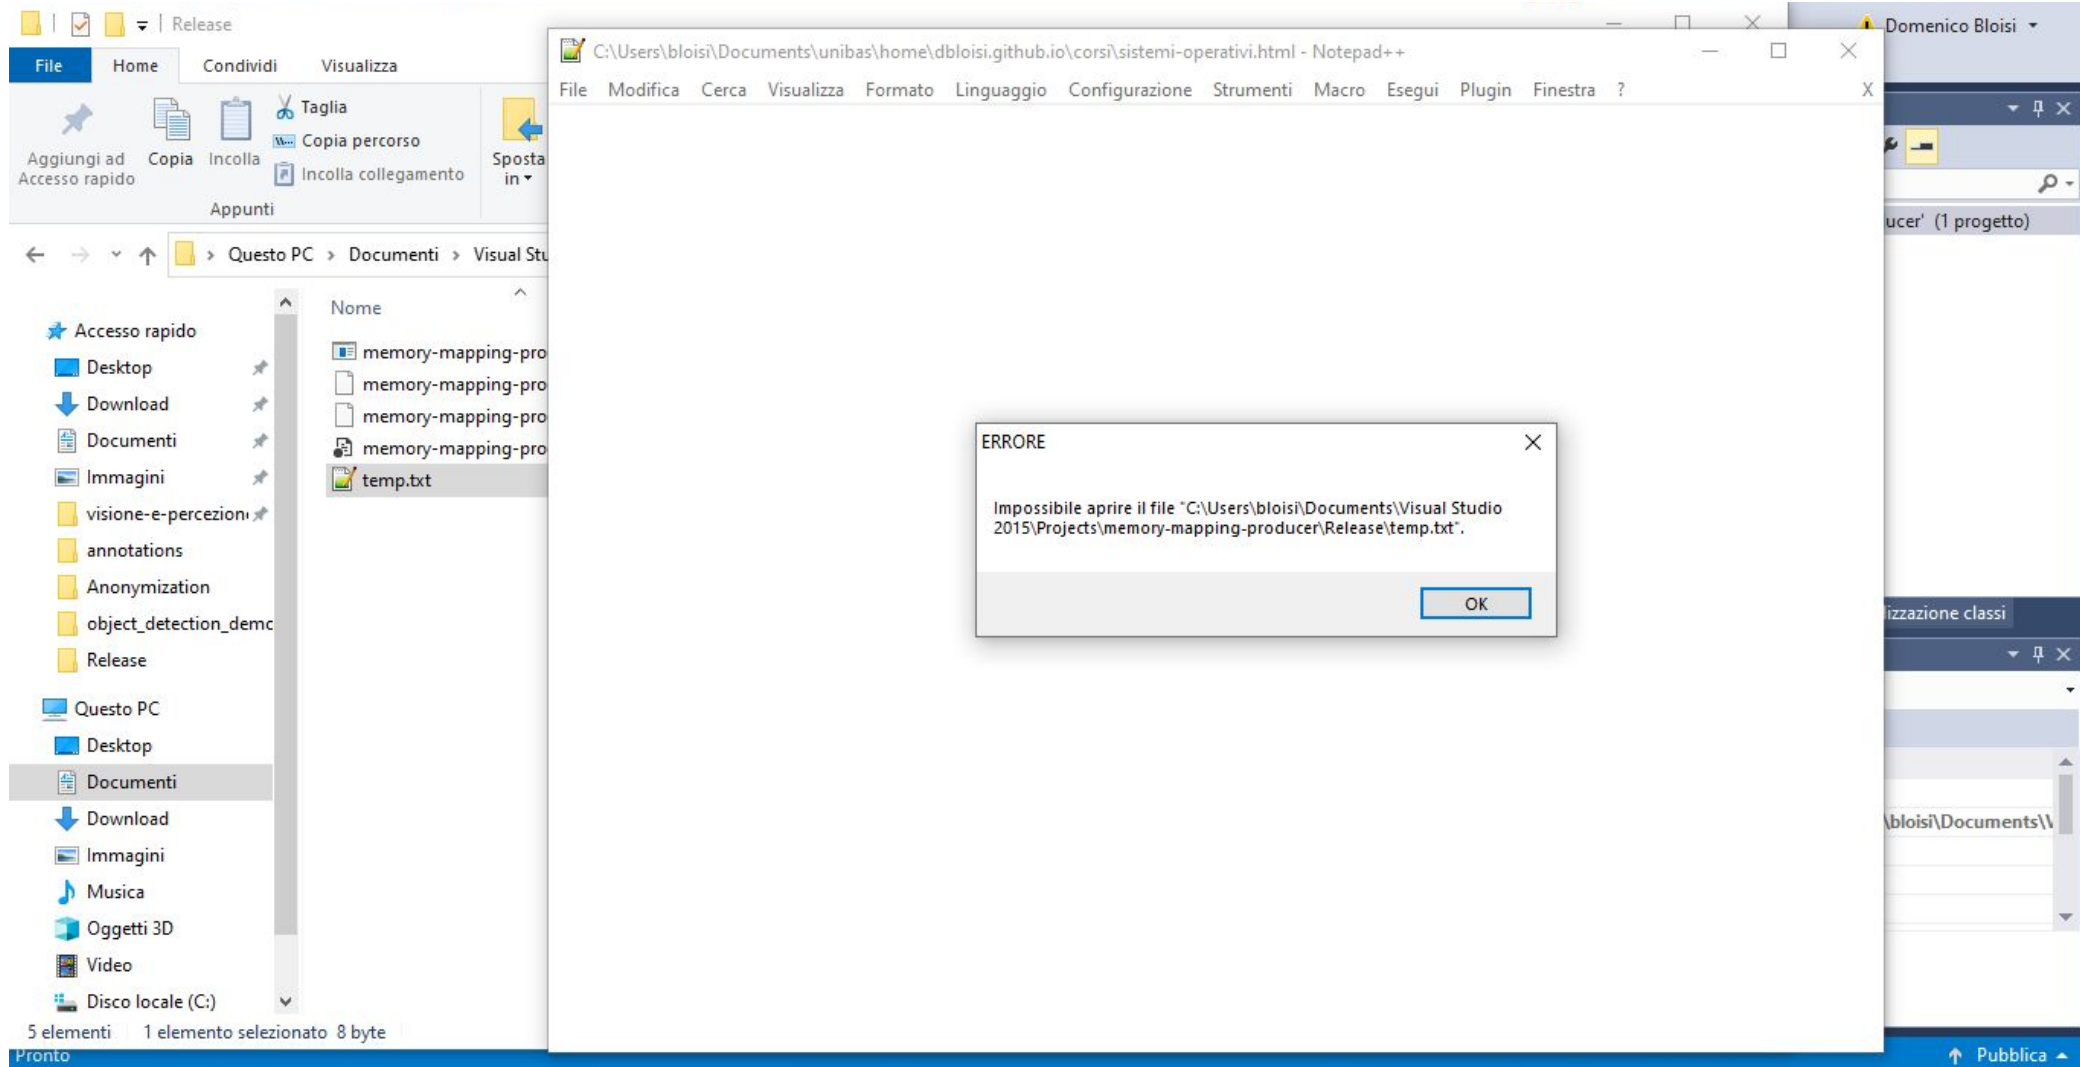 Release
File Home Condividi Visualizza
Aggiungi ad
Accesso rapido
Copia
Incolla
Taglia
Copia percorso
Incolla collegamento
Sposta
in
Appunti
Questo PC > Documenti > Visual Stu
Nome
memory-mapping-pro
memory-mapping-pro
memory-mapping-pro
memory-mapping-pro
temp.txt
Accesso rapido
Desktop
Download
Documenti
Immagini
visione-e-percezion
annotations
Anonymization
object_detection_demo
Release
Questo PC
Desktop
Documenti
Download
Immagini
Musica
Oggetti 3D
Video
Disco locale (C:)
5 elementi 1 elemento selezionato 8 byte
Pronto
C:\Users\bloisi\Documents\unibas\home\dbloisi.github.io\corsi\sistemi-operativi.html - Notepad++
File Modifica Cerca Visualizza Formato Linguaggio Configurazione Strumenti Macro Esegui Plugin Finestra ? X
ERRORE
Impossibile aprire il file "C:\Users\bloisi\Documents\Visual Studio
2015\Projects\memory-mapping-producer\Release\temp.txt".
OK
Domenico Bloisi
ucer' (1 progetto)
lizzazione classi
\bloisi\Documents\V
Pubblica